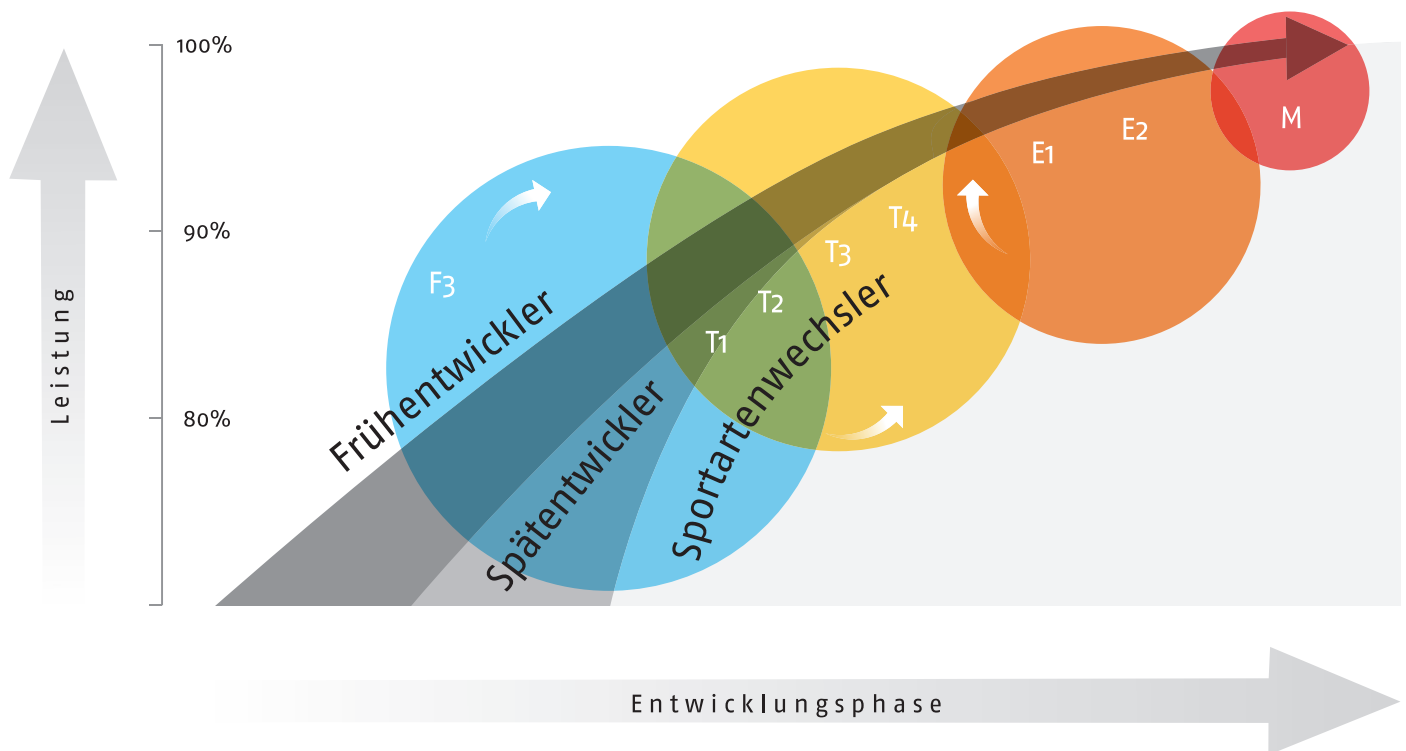 100%
90%
80%
Leistung
F3
T1
T2
T3
T4
E1
E2
M
Frühentwickler
Spätentwickler
Sportartenwechsler
Entwicklungsphase